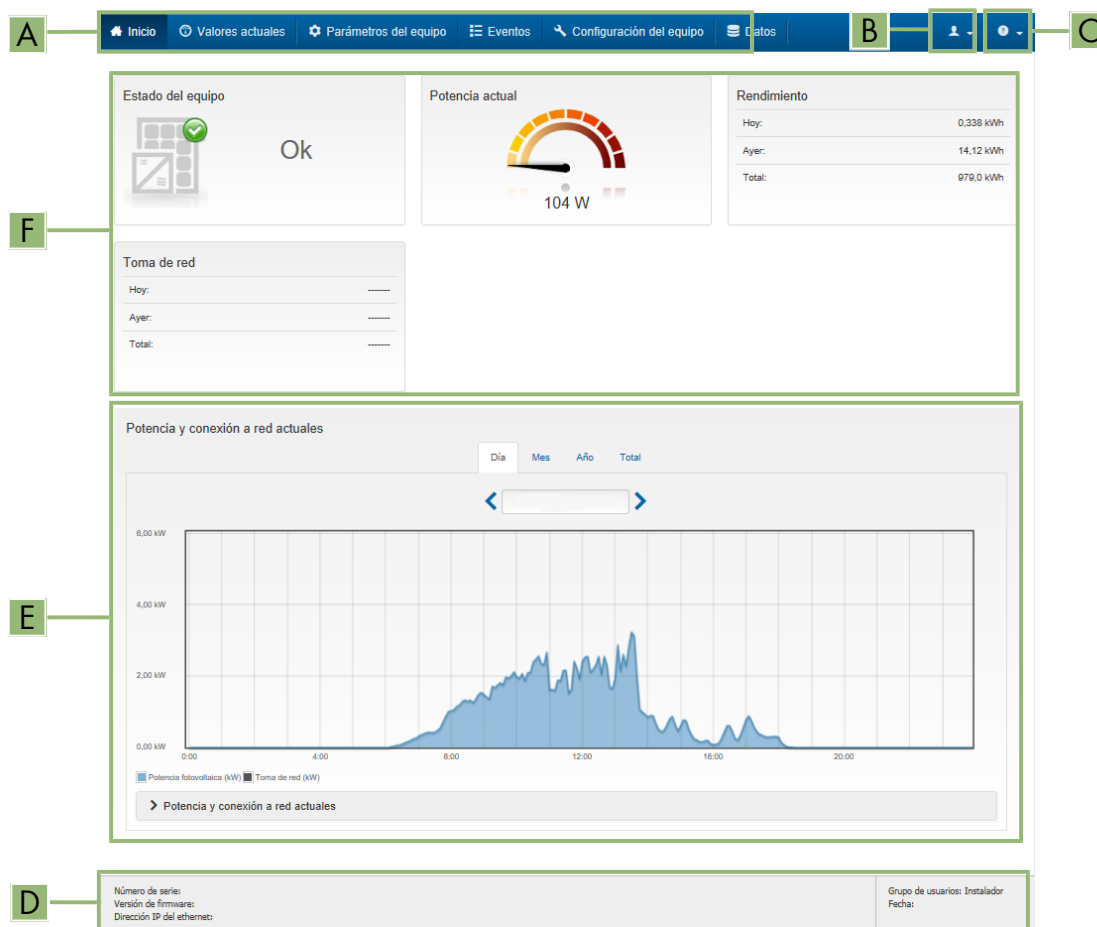 A
Inicio Valores actuales Parámetros del equipo Eventos Configuración del equipo Datos
B
C
F
Estado del equipo
Ok
Potencia actual
104 W
Rendimiento
Hoy: 0,338 kWh
Ayer: 14,12 kWh
Total: 979,0 kWh
Toma de red
Hoy: -------
Ayer: -------
Total: -------
E
Potencia y conexión a red actuales
Día Mes Año Total
6,00 kW
4,00 kW
2,00 kW
0,00 kW
0:00 4:00 8:00 12:00 16:00 20:00
Potencia fotovoltaica (kW) Toma de red (kW)
Potencia y conexión a red actuales
D
Número de serie:
Versión de firmware:
Dirección IP del ethernet:
Grupo de usuarios: Instalador
Fecha: